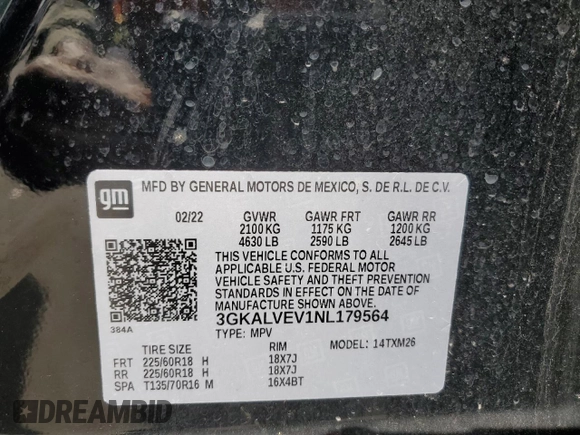 gm MFD BY GENERAL MOTORS DE MEXICO, S. DE R.L. DE C.V.
02/22 GVWR GAWR FRT GAWR RR
2100 KG 1175 KG 1200 KG
4630 LB 2590 LB 2645 LB
THIS VEHICLE CONFORMS TO ALL
APPLICABLE U.S. FEDERAL MOTOR
VEHICLE SAFETY AND THEFT PREVENTION
STANDARDS IN EFFECT ON THE DATE OF
MANUFACTURE SHOWN ABOVE.
384A 3GKALVEV1NL179564
TYPE: MPV MODEL: 14TXM26
TIRE SIZE RIM
FRT 225/60R18 H 18X7J
RR 225/60R18 H 18X7J
SPA T135/70R16 M 16X4BT
DREAMBID